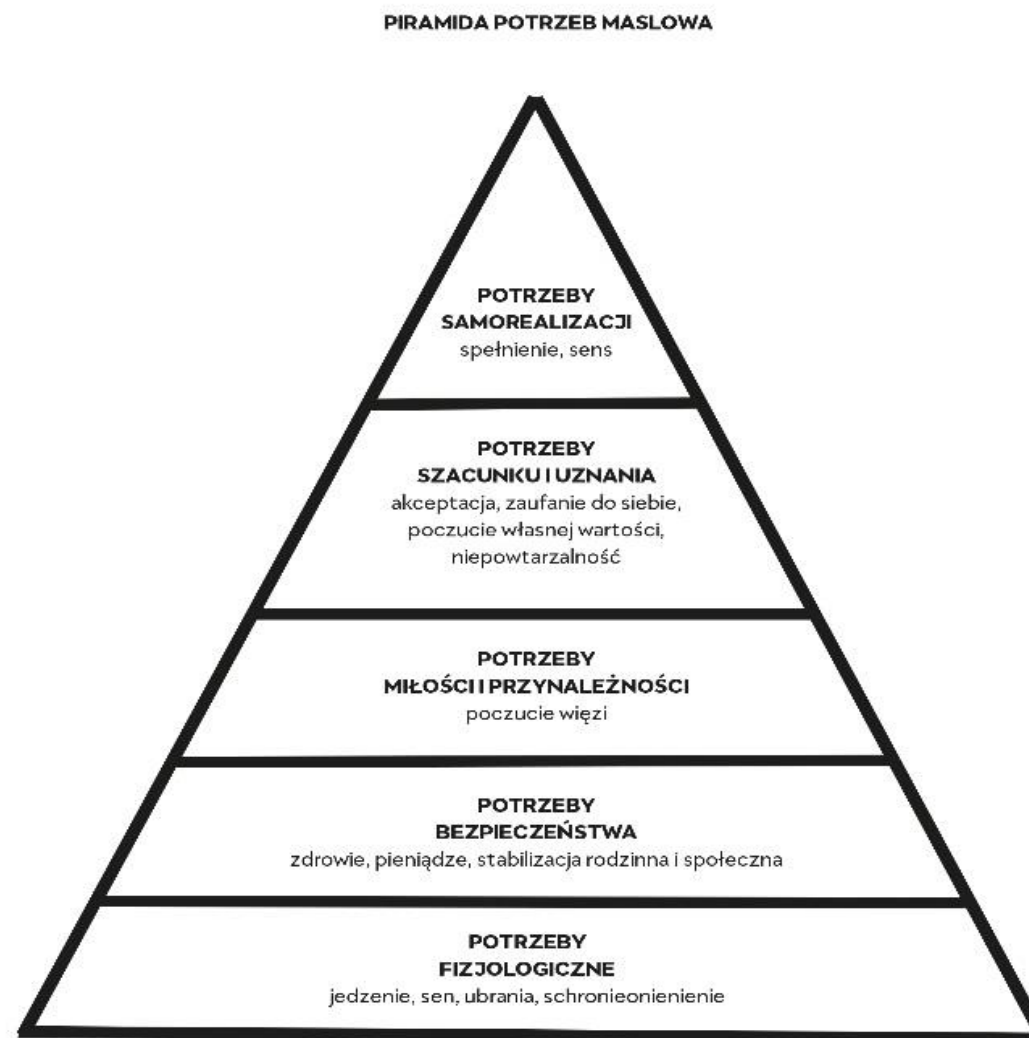 PIRAMIDA POTRZEB MASLOWA
POTRZEBY
SAMOREALIZACJI
spełnienie, sens
POTRZEBY
SZACUNKU I UZNANIA
akceptacja, zaufanie do siebie,
poczucie własnej wartości,
niepowtarzalność
POTRZEBY
MIŁOŚCI I PRZYNALEŻNOŚCI
poczucie więzi
POTRZEBY
BEZPIECZEŃSTWA
zdrowie, pieniądze, stabilizacja rodzinna i społeczna
POTRZEBY
FIZJOLOGICZNE
jedzenie, sen, ubrania, schronieonienienie